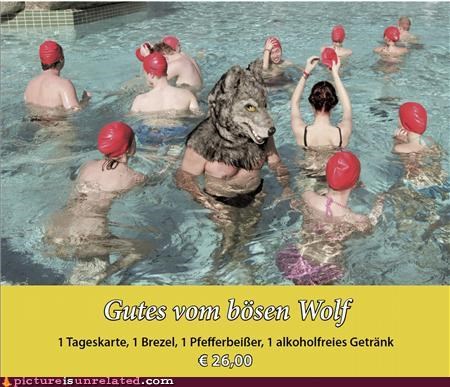 Gutes vom bösen Wolf
1 Tageskarte, 1 Brezel, 1 Pfefferbeißer, 1 alkoholfreies Getränk
€ 26,00
pictureisunrelated.com